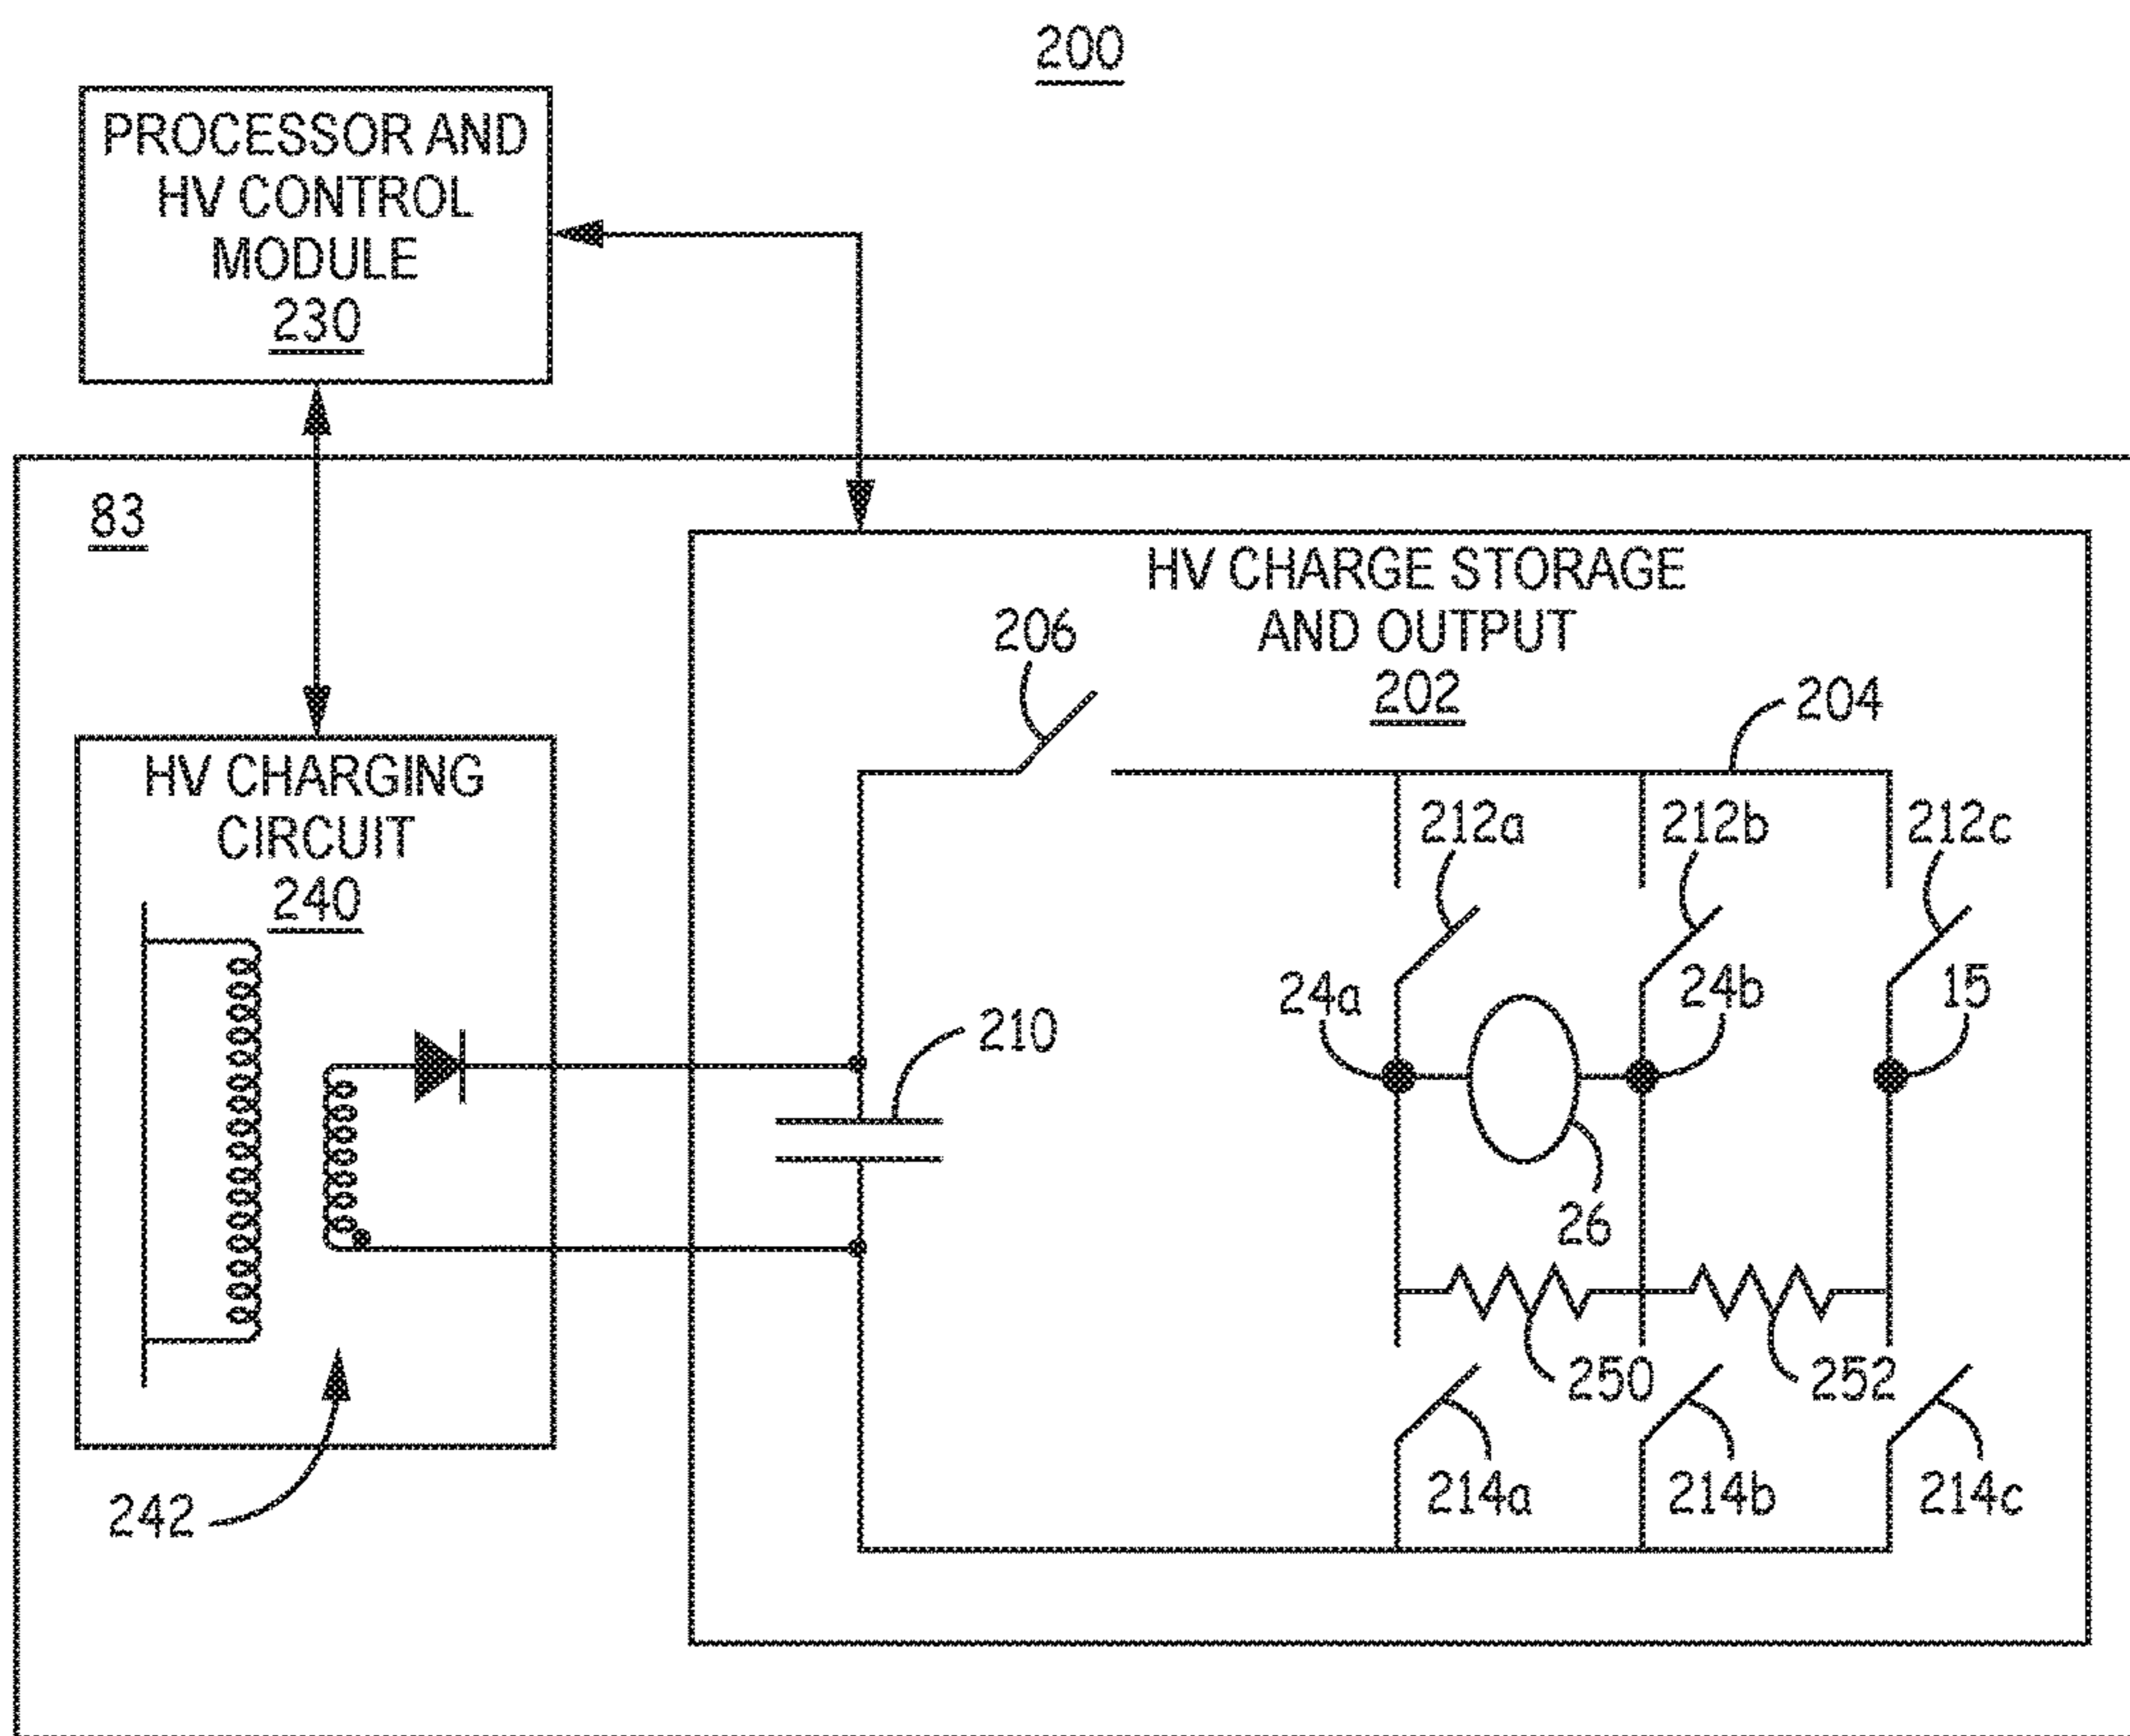 200
PROCESSOR AND
HV CONTROL
MODULE
230
83
HV CHARGE STORAGE
AND OUTPUT
202
206
204
HV CHARGING
CIRCUIT
240
212a
212b
212c
24a
24b
15
210
26
250
252
214a
214b
214c
242